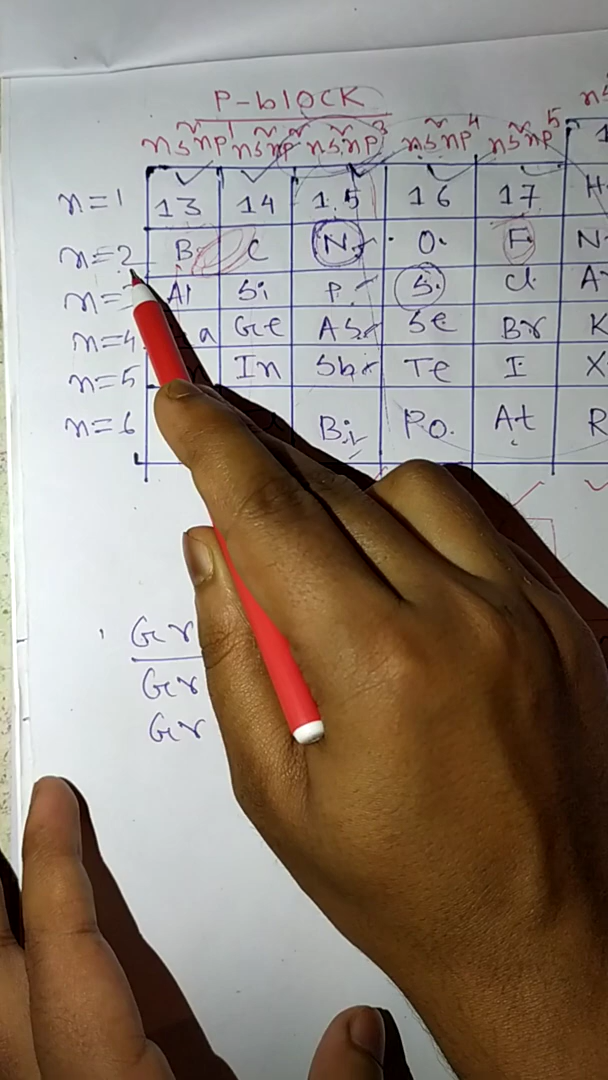 P-block
ns²np¹ ns²np² ns²np³ ns²np⁴ ns²np⁵
n=1 13 14 15 16 17 H
n=2 B C N O F N
n= Al Si P S Cl A
n=4 a Ge As Se Br K
n=5 In Sb Te I X
n=6 Bi Po At R
Gr
Gr
Gr